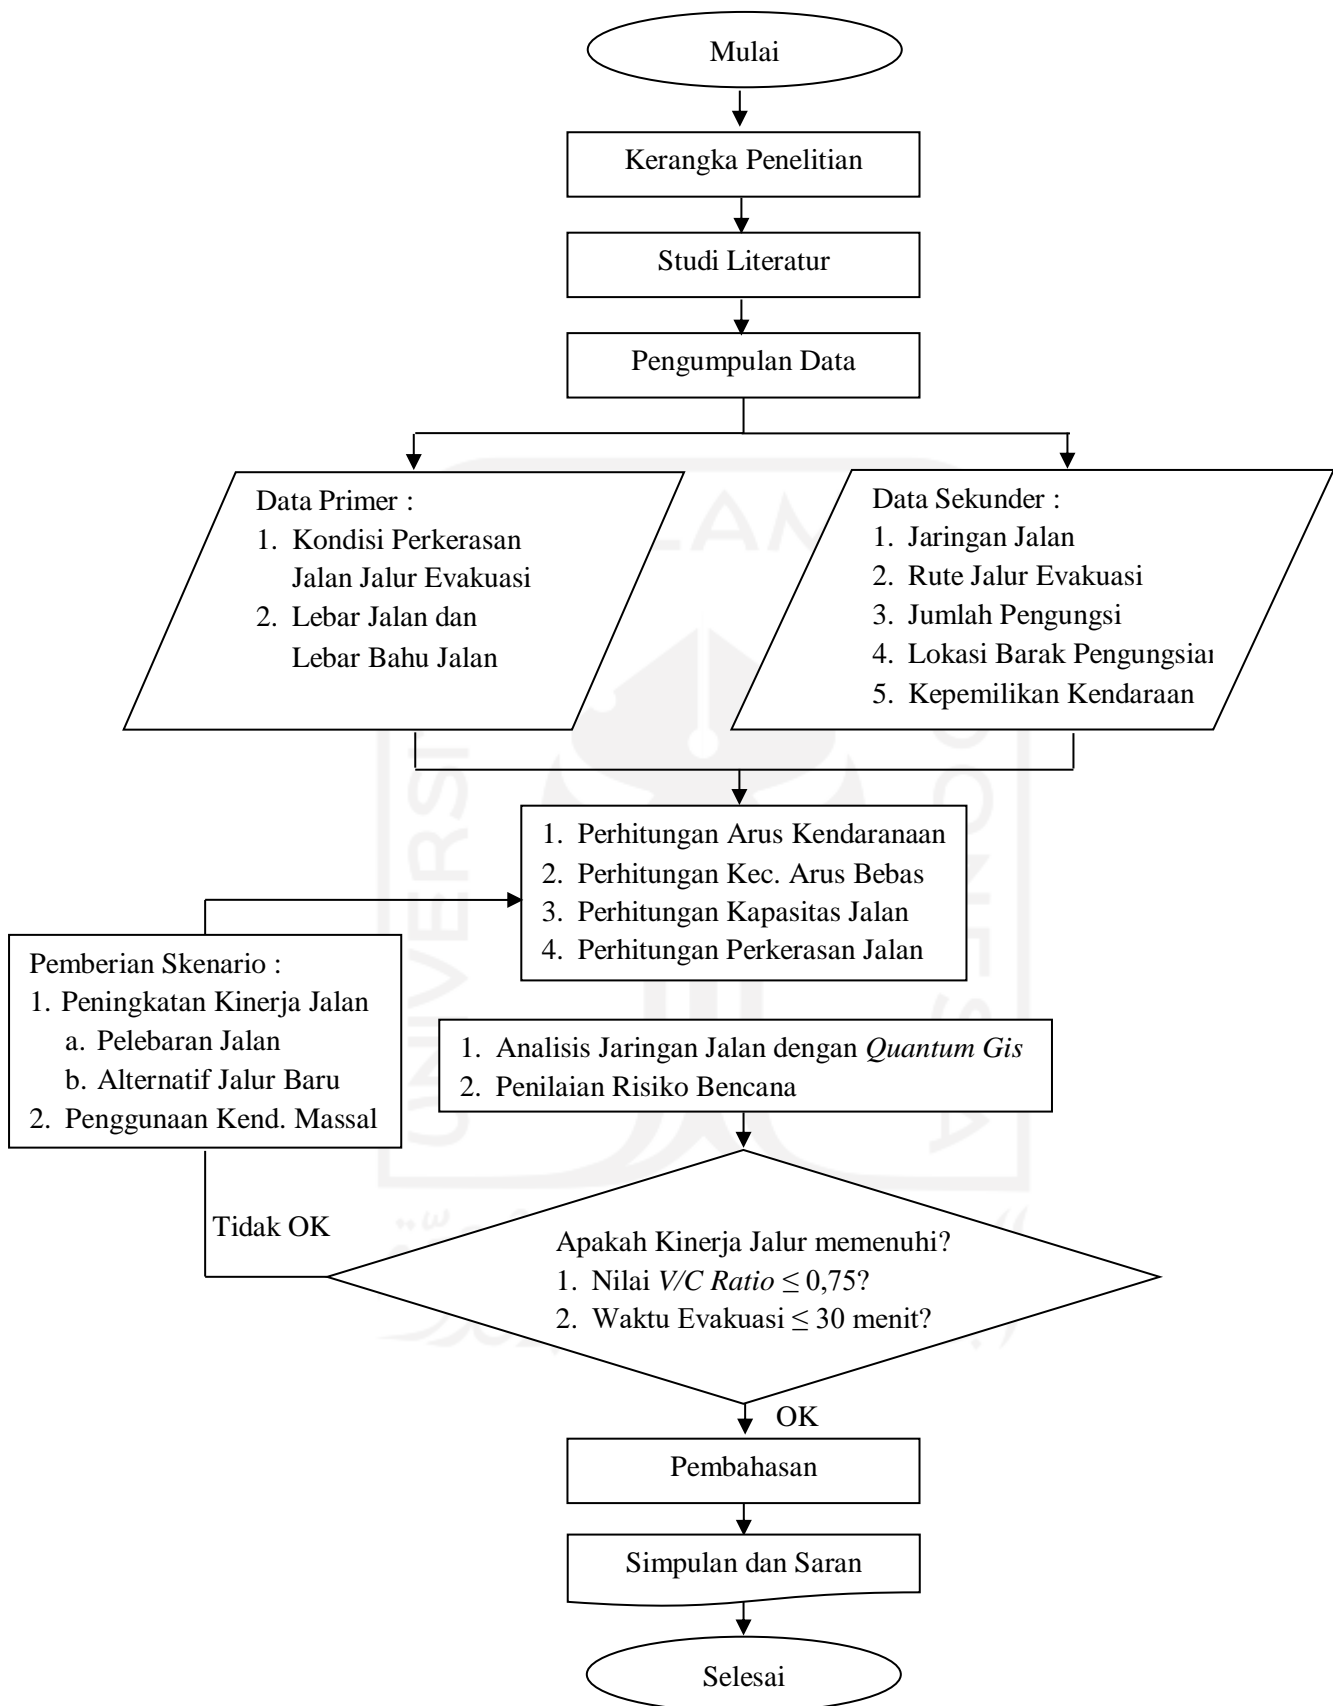 Mulai
Kerangka Penelitian
Studi Literatur
Pengumpulan Data
Data Primer :
1. Kondisi Perkerasan
Jalan Jalur Evakuasi
2. Lebar Jalan dan
Lebar Bahu Jalan
Data Sekunder :
1. Jaringan Jalan
2. Rute Jalur Evakuasi
3. Jumlah Pengungsi
4. Lokasi Barak Pengungsian
5. Kepemilikan Kendaraan
1. Perhitungan Arus Kendaranaan
2. Perhitungan Kec. Arus Bebas
3. Perhitungan Kapasitas Jalan
4. Perhitungan Perkerasan Jalan
Pemberian Skenario :
1. Peningkatan Kinerja Jalan
a. Pelebaran Jalan
b. Alternatif Jalur Baru
2. Penggunaan Kend. Massal
1. Analisis Jaringan Jalan dengan Quantum Gis
2. Penilaian Risiko Bencana
Tidak OK
Apakah Kinerja Jalur memenuhi?
1. Nilai V/C Ratio ≤ 0,75?
2. Waktu Evakuasi ≤ 30 menit?
OK
Pembahasan
Simpulan dan Saran
Selesai